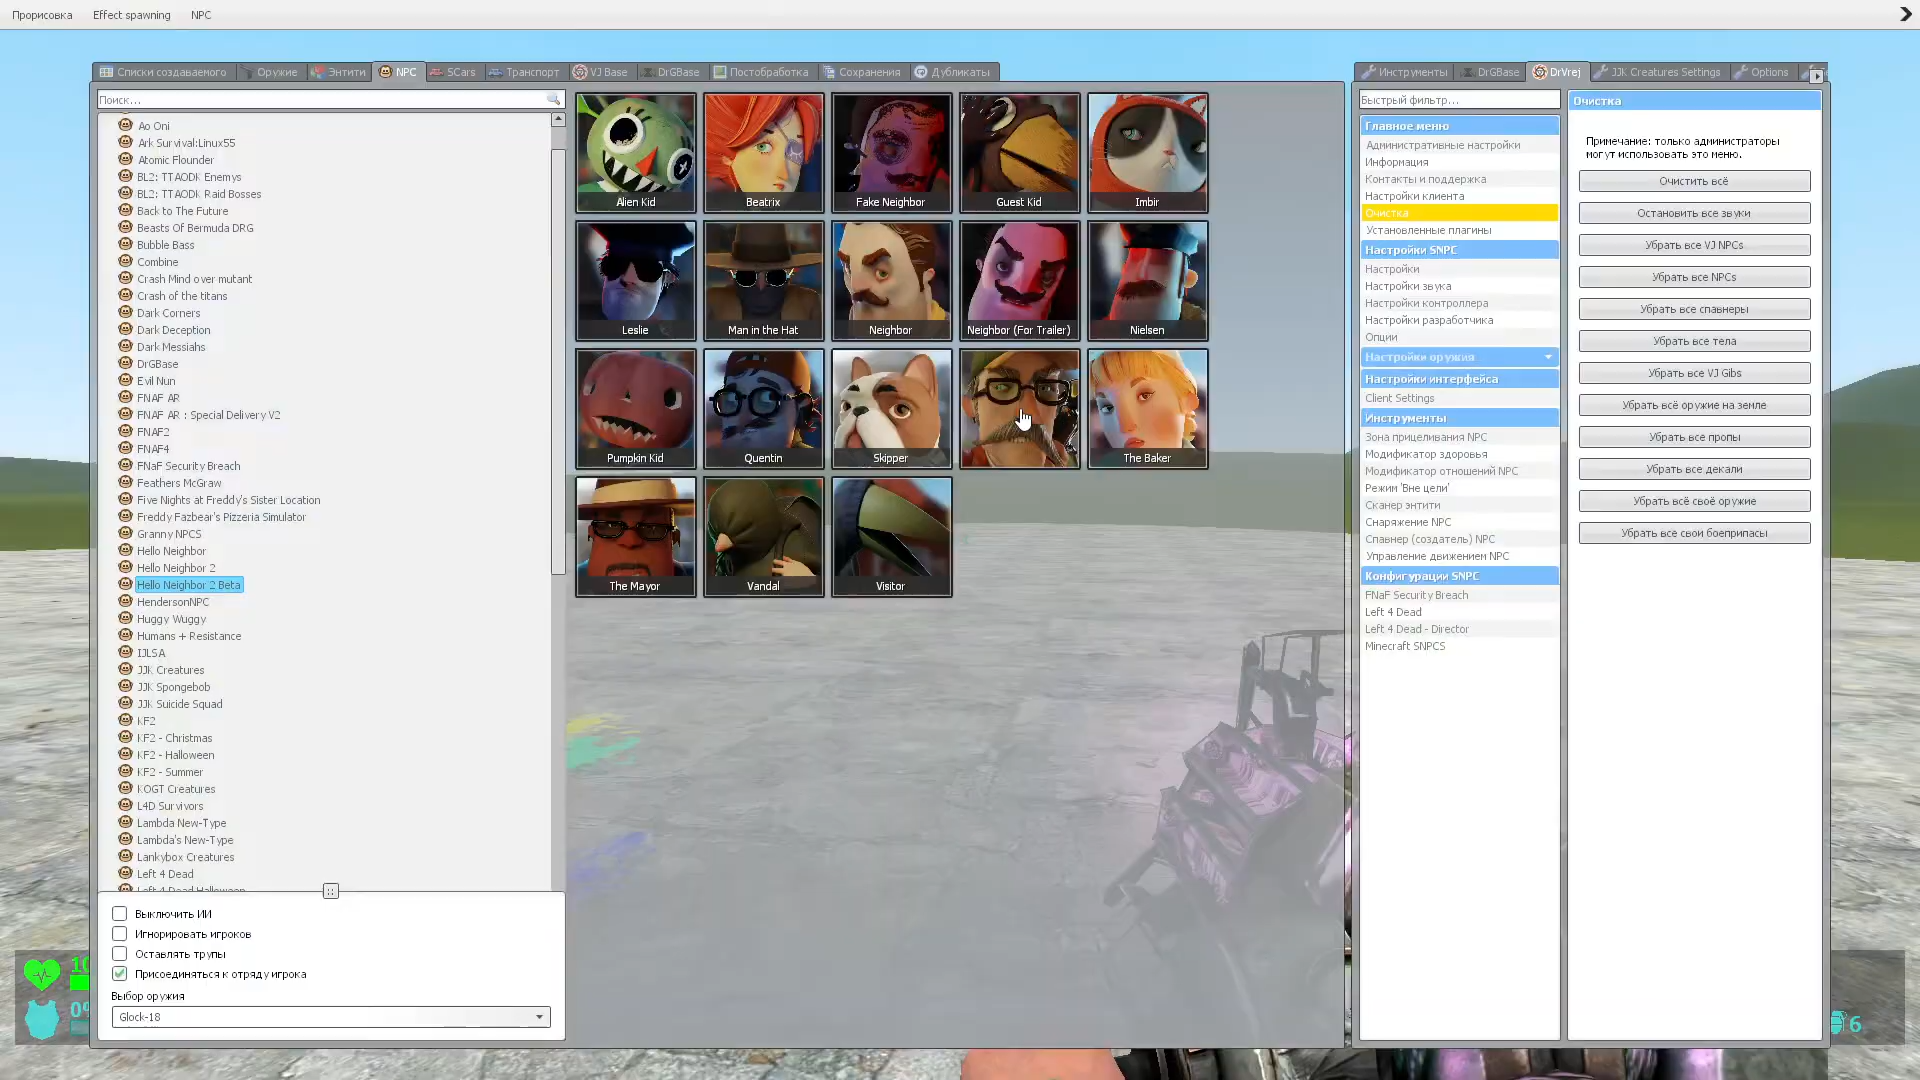 Прорисовка
Effect spawning
NPC
Списки создаваемого
Оружие
Энтити
NPC
SCars
Транспорт
VJ Base
DrGBase
Постобработка
Сохранения
Дубликаты
Инструменты
DrGBase
DrVrej
JJK Creatures Settings
Options
Поиск...
Ao Oni
Ark Survival:Linux55
Atomic Flounder
BL2: TTAODK Enemys
BL2: TTAODK Raid Bosses
Back to The Future
Beasts Of Bermuda DRG
Bubble Bass
Combine
Crash Mind over mutant
Crash of the titans
Dark Corners
Dark Deception
Dark Messiahs
DrGBase
Evil Nun
FNAF AR
FNAF AR : Special Delivery V2
FNAF2
FNAF4
FNaF Security Breach
Feathers McGraw
Five Nights at Freddy's Sister Location
Freddy Fazbear's Pizzeria Simulator
Granny NPCS
Hello Neighbor
Hello Neighbor 2
Hello Neighbor 2 Beta
HendersonNPC
Huggy Wuggy
Humans + Resistance
IJLSA
JJK Creatures
JJK Spongebob
JJK Suicide Squad
KF2
KF2 - Christmas
KF2 - Halloween
KF2 - Summer
KOGT Creatures
L4D Survivors
Lambda New-Type
Lambda's New-Type
Lankybox Creatures
Left 4 Dead
Left 4 Dead Halloween
Выключить ИИ
Игнорировать игроков
Оставлять трупы
Присоединяться к отряду игрока
Выбор оружия
Glock-18
Alien Kid
Beatrix
Fake Neighbor
Guest Kid
Imbir
Leslie
Man in the Hat
Neighbor
Neighbor (For Trailer)
Nielsen
Pumpkin Kid
Quentin
Skipper
The Baker
The Mayor
Vandal
Visitor
Быстрый фильтр...
Главное меню
Административные настройки
Информация
Контакты и поддержка
Настройки клиента
Очистка
Установленные плагины
Настройки SNPC
Настройки
Настройки звука
Настройки контроллера
Настройки разработчика
Опции
Настройки оружия
Настройки интерфейса
Client Settings
Инструменты
Зона прицеливания NPC
Модификатор здоровья
Модификатор отношений NPC
Режим 'Вне цели'
Сканер энтити
Снаряжение NPC
Спавнер (создатель) NPC
Управление движением NPC
Конфигурации SNPC
FNaF Security Breach
Left 4 Dead
Left 4 Dead - Director
Minecraft SNPCS
Очистка
Примечание: только администраторы
могут использовать это меню.
Очистить всё
Остановить все звуки
Убрать все VJ NPCs
Убрать все NPCs
Убрать все спавнеры
Убрать все тела
Убрать все VJ Gibs
Убрать всё оружие на земле
Убрать все пропы
Убрать все декали
Убрать всё своё оружие
Убрать все свои боеприпасы
6